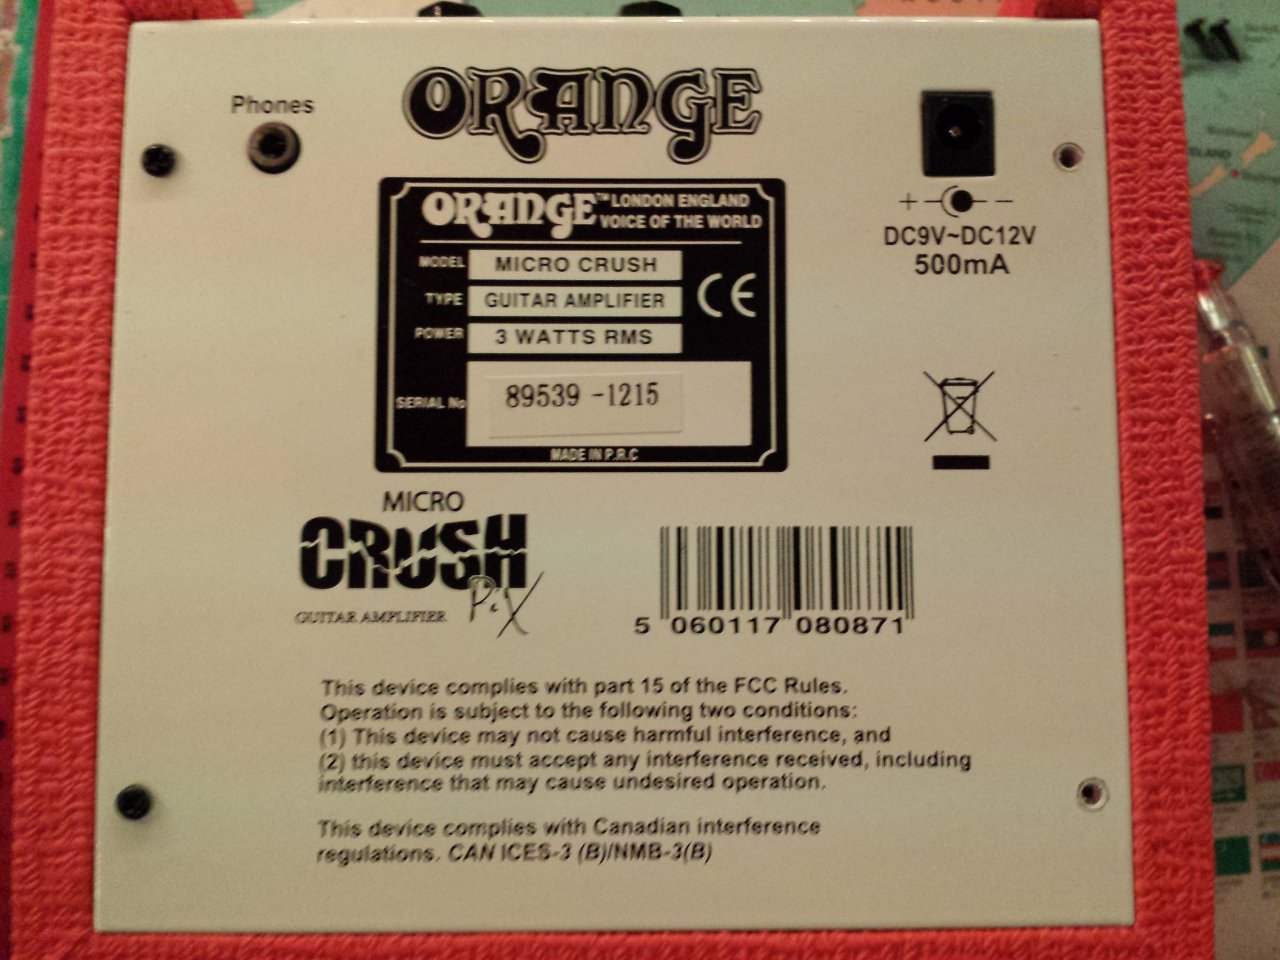 Phones
ORANGE
ORANGE™ LONDON ENGLAND
VOICE OF THE WORLD
MODEL MICRO CRUSH
TYPE GUITAR AMPLIFIER
POWER 3 WATTS RMS
CE
SERIAL No 89539 -1215
MADE IN P.R.C
+ −
DC9V~DC12V
500mA
MICRO
CRUSH
PiX
GUITAR AMPLIFIER
5 060117 080871
This device complies with part 15 of the FCC Rules.
Operation is subject to the following two conditions:
(1) This device may not cause harmful interference, and
(2) this device must accept any interference received, including
interference that may cause undesired operation.
This device complies with Canadian interference
regulations. CAN ICES-3 (B)/NMB-3(B)